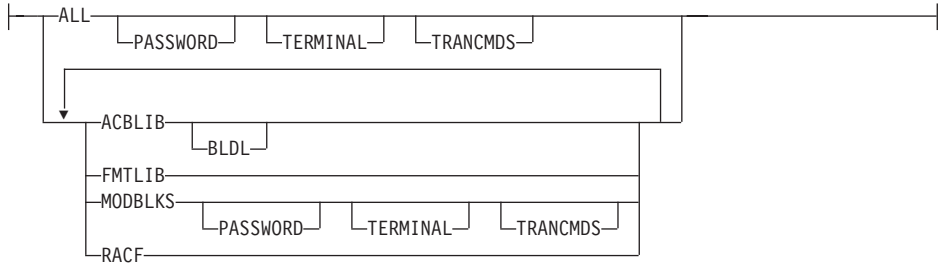 ALL
PASSWORD TERMINAL TRANCMDS
ACBLIB
BLDL
FMTLIB
MODBLKS
PASSWORD TERMINAL TRANCMDS
RACF